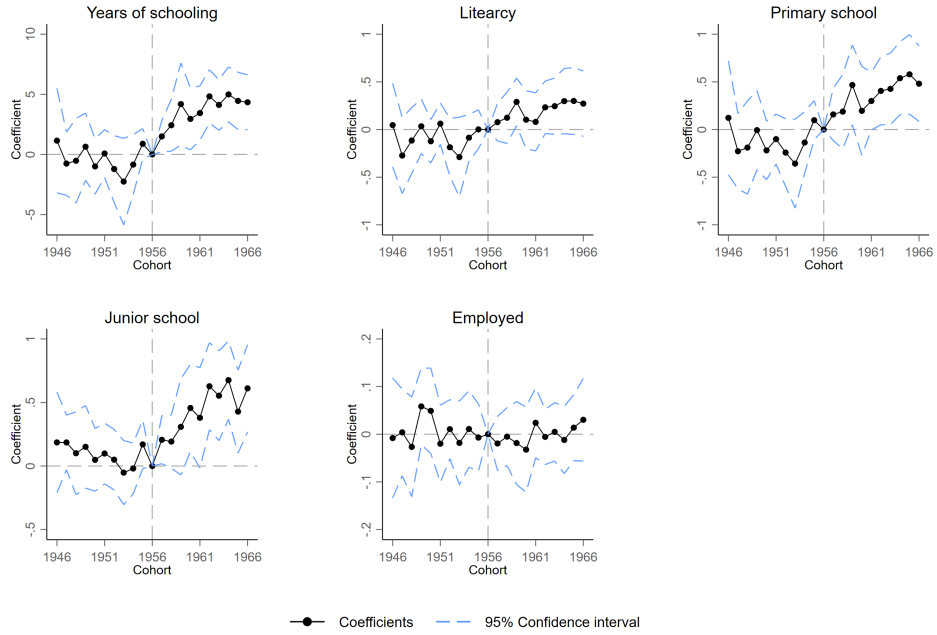 Years of schooling
Coefficient
10
5
0
-5
1946 1951 1956 1961 1966
Cohort
Litearcy
Coefficient
1
.5
0
-.5
-1
1946 1951 1956 1961 1966
Cohort
Primary school
Coefficient
1
.5
0
-.5
-1
1946 1951 1956 1961 1966
Cohort
Junior school
Coefficient
1
.5
0
-.5
1946 1951 1956 1961 1966
Cohort
Employed
Coefficient
.2
.1
0
-.1
-.2
1946 1951 1956 1961 1966
Cohort
Coefficients 95% Confidence interval